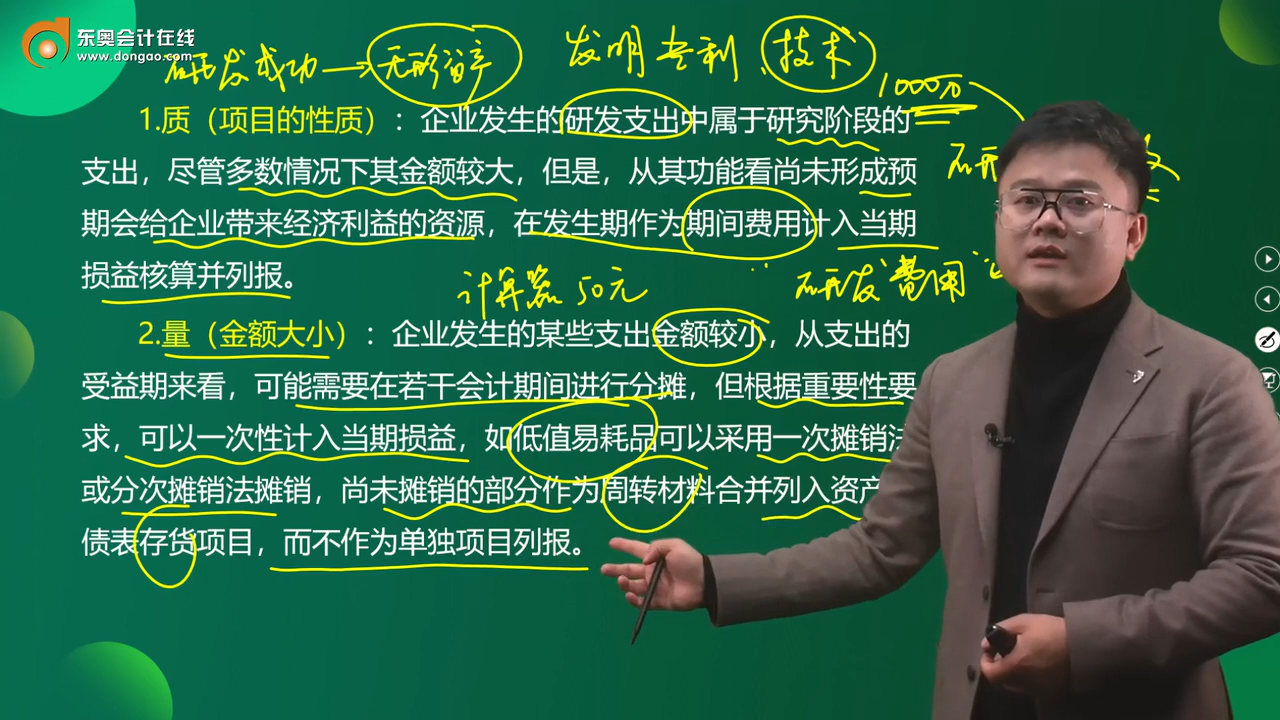 东奥会计在线
www.dongao.com
研发成功→无形资产 发明专利、技术
1000万
1.质（项目的性质）：企业发生的研发支出中属于研究阶段的
支出，尽管多数情况下其金额较大，但是，从其功能看尚未形成预
期会给企业带来经济利益的资源，在发生期作为期间费用计入当期
损益核算并列报。
计算器 50元 “研发费用”
2.量（金额大小）：企业发生的某些支出金额较小，从支出的
受益期来看，可能需要在若干会计期间进行分摊，但根据重要性要
求，可以一次性计入当期损益，如低值易耗品可以采用一次摊销法
或分次摊销法摊销，尚未摊销的部分作为周转材料合并列入资产
债表存货项目，而不作为单独项目列报。